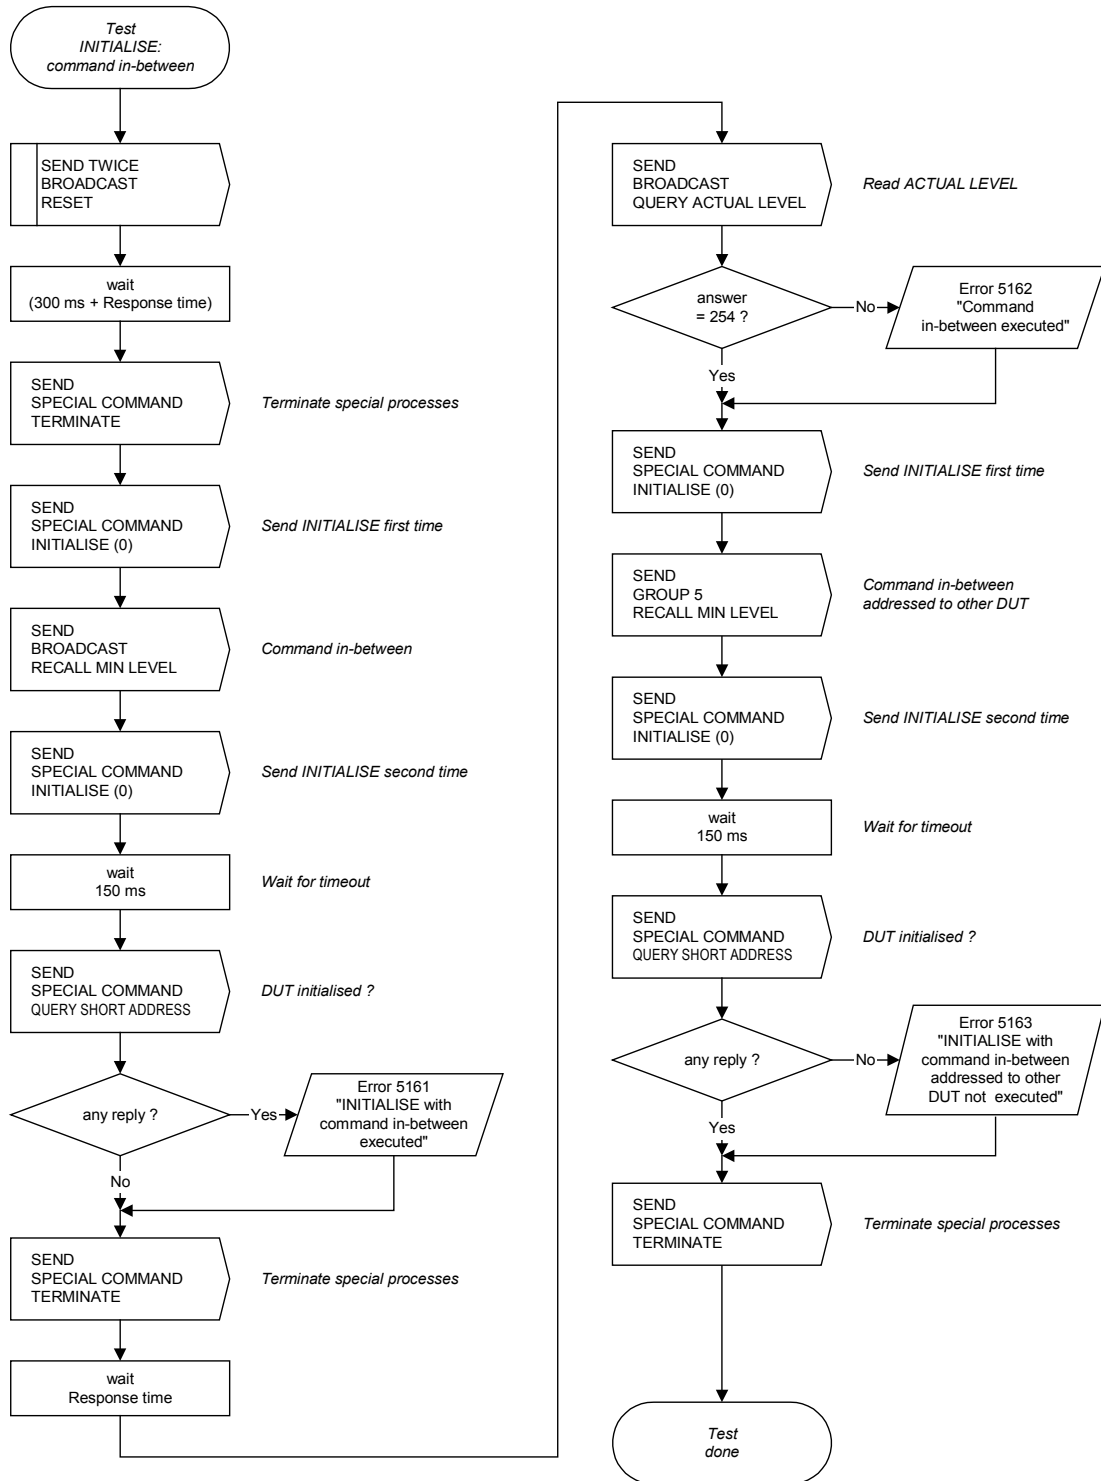 Test
INITIALISE:
command in-between
SEND TWICE
BROADCAST
RESET
wait
(300 ms + Response time)
SEND
SPECIAL COMMAND
TERMINATE
Terminate special processes
SEND
SPECIAL COMMAND
INITIALISE (0)
Send INITIALISE first time
SEND
BROADCAST
RECALL MIN LEVEL
Command in-between
SEND
SPECIAL COMMAND
INITIALISE (0)
Send INITIALISE second time
wait
150 ms
Wait for timeout
SEND
SPECIAL COMMAND
QUERY SHORT ADDRESS
DUT initialised ?
any reply ?
Yes
Error 5161
"INITIALISE with
command in-between
executed"
No
SEND
SPECIAL COMMAND
TERMINATE
Terminate special processes
wait
Response time
SEND
BROADCAST
QUERY ACTUAL LEVEL
Read ACTUAL LEVEL
answer
= 254 ?
No
Error 5162
"Command
in-between executed"
Yes
SEND
SPECIAL COMMAND
INITIALISE (0)
Send INITIALISE first time
SEND
GROUP 5
RECALL MIN LEVEL
Command in-between
addressed to other DUT
SEND
SPECIAL COMMAND
INITIALISE (0)
Send INITIALISE second time
wait
150 ms
Wait for timeout
SEND
SPECIAL COMMAND
QUERY SHORT ADDRESS
DUT initialised ?
any reply ?
No
Error 5163
"INITIALISE with
command in-between
addressed to other
DUT not  executed"
Yes
SEND
SPECIAL COMMAND
TERMINATE
Terminate special processes
Test
done